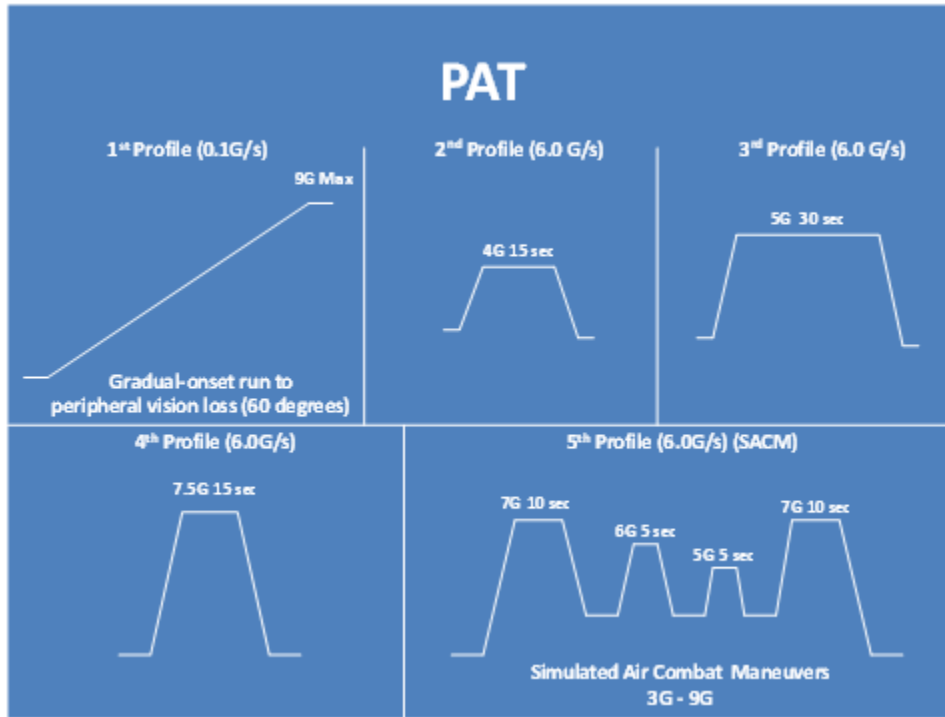 PAT
1st Profile (0.1G/s)
9G Max
Gradual-onset run to
peripheral vision loss (60 degrees)
2nd Profile (6.0 G/s)
4G 15 sec
3rd Profile (6.0 G/s)
5G 30 sec
4th Profile (6.0G/s)
7.5G 15 sec
5th Profile (6.0G/s) (SACM)
7G 10 sec
6G 5 sec
5G 5 sec
7G 10 sec
Simulated Air Combat Maneuvers
3G - 9G